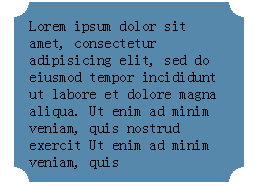 Lorem ipsum dolor sit
amet, consectetur
adipisicing elit, sed do
eiusmod tempor incididunt
ut labore et dolore magna
aliqua. Ut enim ad minim
veniam, quis nostrud
exercit Ut enim ad minim
veniam, quis